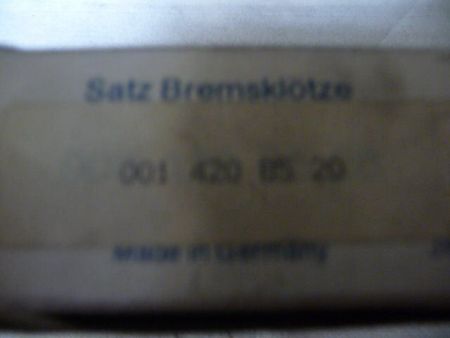 Satz Bremsklötze
001 420 85 20
Made in Germany